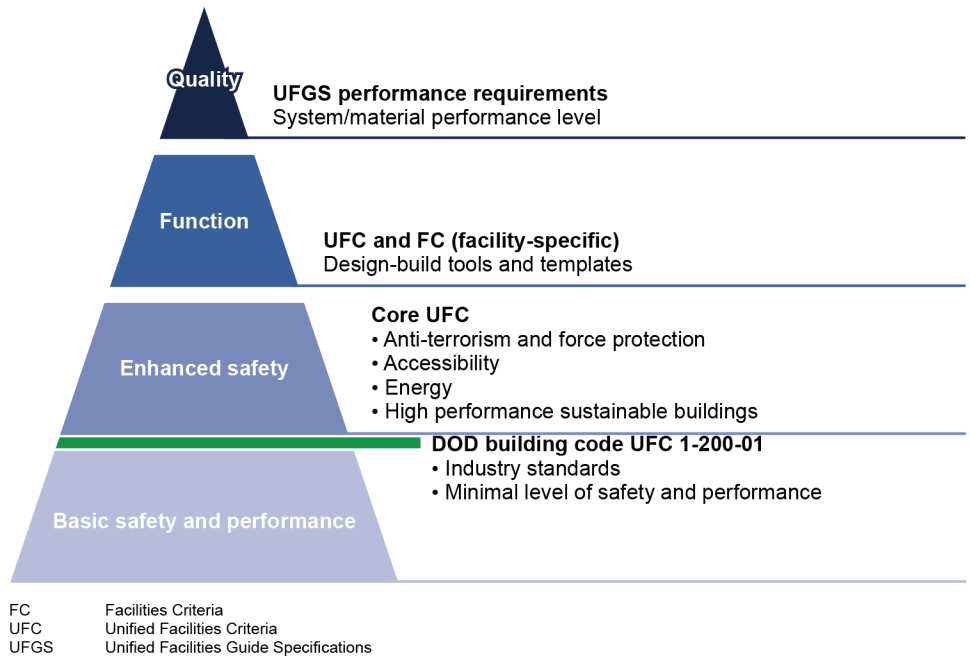 Quality
UFGS performance requirements
System/material performance level
Function
UFC and FC (facility-specific)
Design-build tools and templates
Enhanced safety
Core UFC
• Anti-terrorism and force protection
• Accessibility
• Energy
• High performance sustainable buildings
DOD building code UFC 1-200-01
• Industry standards
• Minimal level of safety and performance
Basic safety and performance
FC Facilities Criteria
UFC Unified Facilities Criteria
UFGS Unified Facilities Guide Specifications